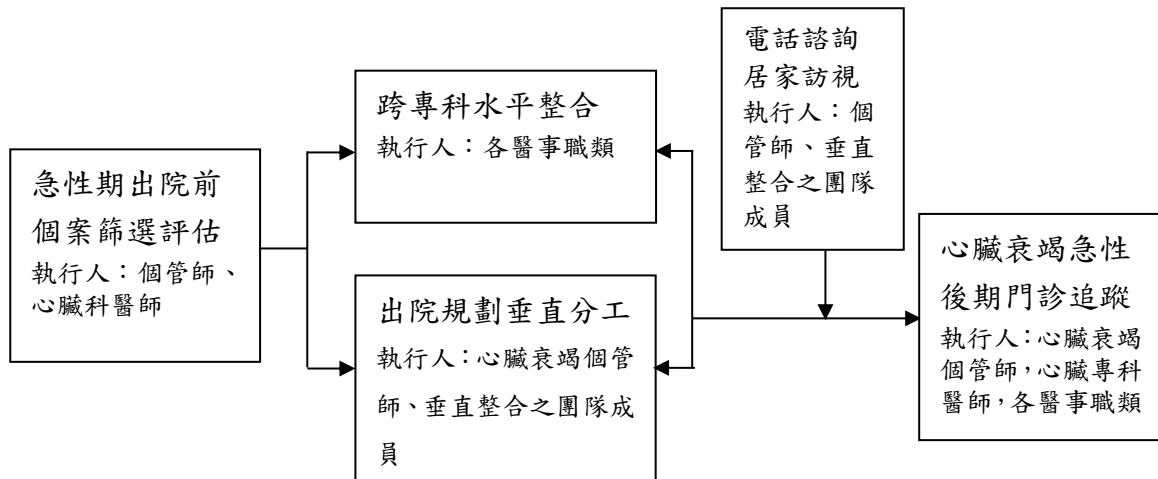 急性期出院前
個案篩選評估
執行人：個管師、
心臟科醫師
跨專科水平整合
執行人：各醫事職類
出院規劃垂直分工
執行人：心臟衰竭個管
師、垂直整合之團隊成
員
電話諮詢
居家訪視
執行人：個
管師、垂直
整合之團隊
成員
心臟衰竭急性
後期門診追蹤
執行人：心臟衰竭
個管師，心臟專科
醫師，各醫事職類